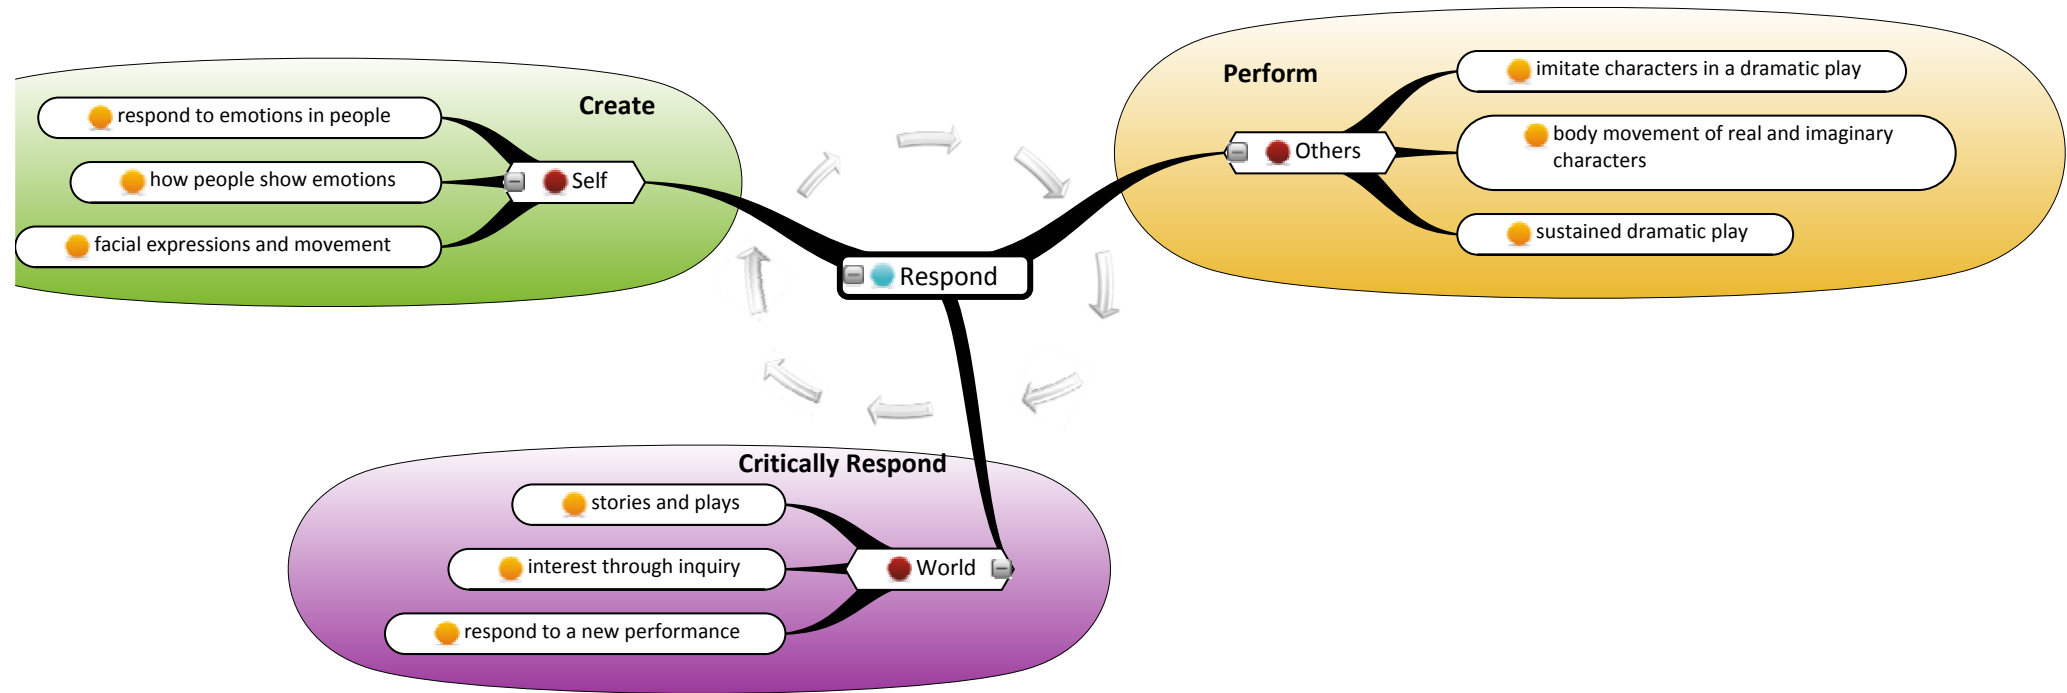 Create
respond to emotions in people
how people show emotions
facial expressions and movement
Self
Perform
Others
imitate characters in a dramatic play
body movement of real and imaginary
characters
sustained dramatic play
Respond
Critically Respond
stories and plays
interest through inquiry
respond to a new performance
World